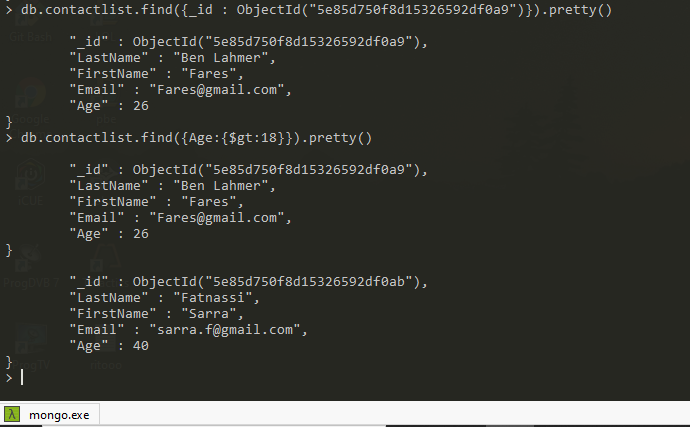 > db.contactlist.find({_id : ObjectId("5e85d750f8d15326592df0a9")}).pretty()
"_id" : ObjectId("5e85d750f8d15326592df0a9"),
"LastName" : "Ben Lahmer",
"FirstName" : "Fares",
"Email" : "Fares@gmail.com",
"Age" : 26
}
> db.contactlist.find({Age:{$gt:18}}).pretty()
"_id" : ObjectId("5e85d750f8d15326592df0a9"),
"LastName" : "Ben Lahmer",
"FirstName" : "Fares",
"Email" : "Fares@gmail.com",
"Age" : 26
}
"_id" : ObjectId("5e85d750f8d15326592df0ab"),
"LastName" : "Fatnassi",
"FirstName" : "Sarra",
"Email" : "sarra.f@gmail.com",
"Age" : 40
}
>
λ mongo.exe